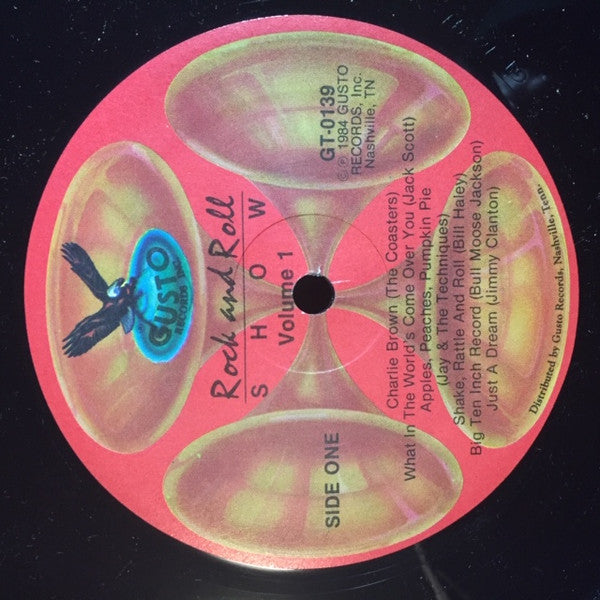 GUSTO
RECORDS INC.
Rock and Roll
S H O W
Volume 1
SIDE ONE
GT-0139
© ℗ 1984 GUSTO
RECORDS, Inc.
Nashville, TN
Charlie Brown (The Coasters)
What In The World's Come Over You (Jack Scott)
Apples, Peaches, Pumpkin Pie
(Jay & The Techniques)
Shake, Rattle And Roll (Bill Haley)
Big Ten Inch Record (Bull Moose Jackson)
Just A Dream (Jimmy Clanton)
Distributed by Gusto Records, Nashville, Tenn.